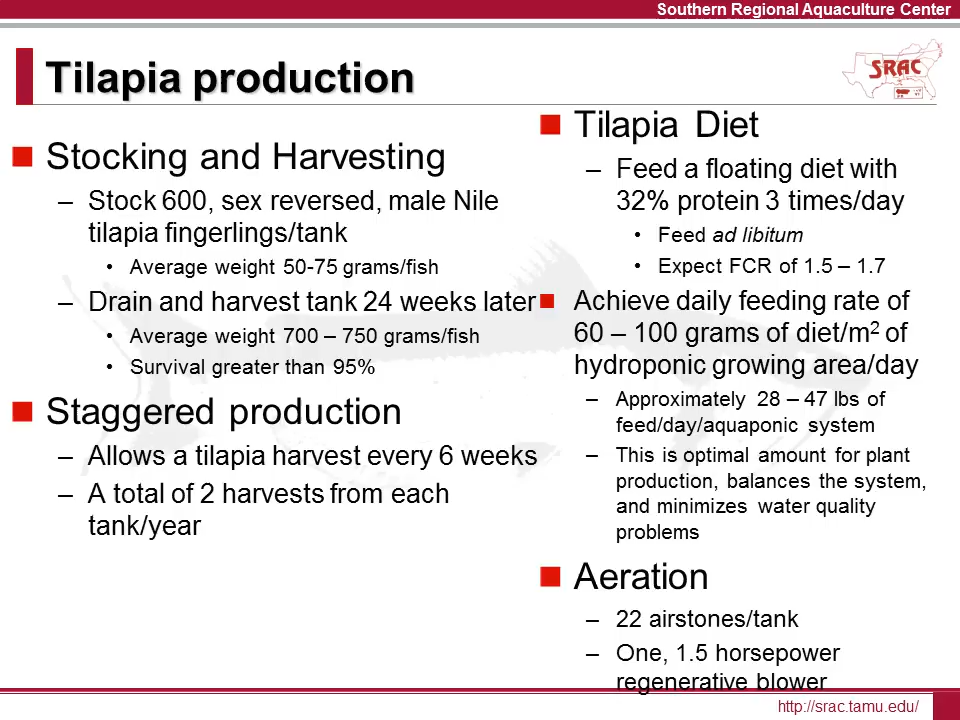 Southern Regional Aquaculture Center
Tilapia production
SRAC
Stocking and Harvesting
– Stock 600, sex reversed, male Nile
tilapia fingerlings/tank
• Average weight 50-75 grams/fish
– Drain and harvest tank 24 weeks later
• Average weight 700 – 750 grams/fish
• Survival greater than 95%
Staggered production
– Allows a tilapia harvest every 6 weeks
– A total of 2 harvests from each
tank/year
Tilapia Diet
– Feed a floating diet with
32% protein 3 times/day
• Feed ad libitum
• Expect FCR of 1.5 – 1.7
Achieve daily feeding rate of
60 – 100 grams of diet/m² of
hydroponic growing area/day
– Approximately 28 – 47 lbs of
feed/day/aquaponic system
– This is optimal amount for plant
production, balances the system,
and minimizes water quality
problems
Aeration
– 22 airstones/tank
– One, 1.5 horsepower
regenerative blower
http://srac.tamu.edu/